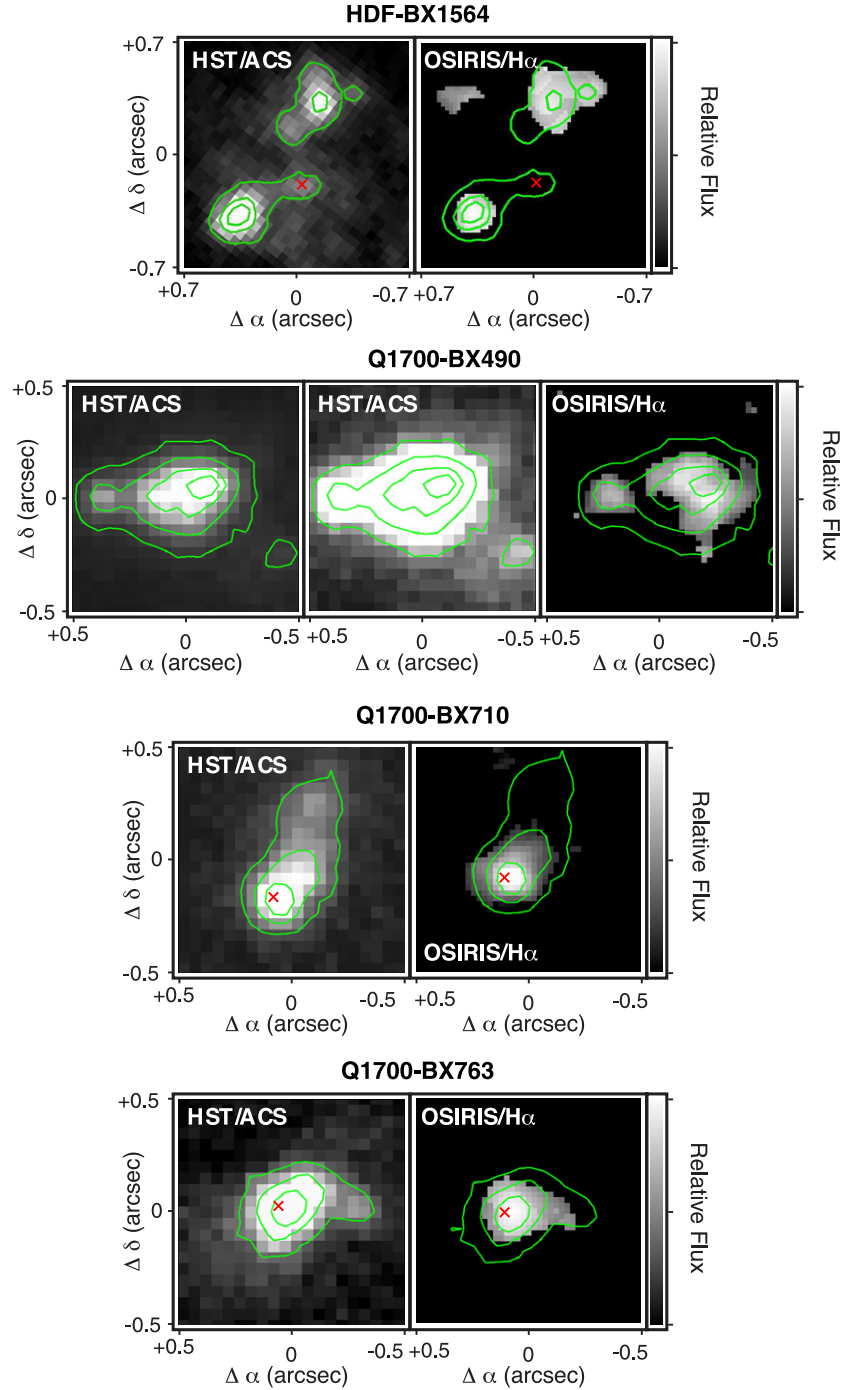 HDF-BX1564
+0.7
0
-0.7
Δ δ (arcsec)
HST/ACS
OSIRIS/Hα
Relative Flux
+0.7 0 -0.7 +0.7 0 -0.7
Δ α (arcsec) Δ α (arcsec)
Q1700-BX490
+0.5
0
-0.5
Δ δ (arcsec)
HST/ACS
HST/ACS
OSIRIS/Hα
Relative Flux
+0.5 0 -0.5 +0.5 0 -0.5 +0.5 0 -0.5
Δ α (arcsec) Δ α (arcsec) Δ α (arcsec)
Q1700-BX710
+0.5
0
-0.5
Δ δ (arcsec)
HST/ACS
OSIRIS/Hα
Relative Flux
+0.5 0 -0.5 +0.5 0 -0.5
Δ α (arcsec) Δ α (arcsec)
Q1700-BX763
+0.5
0
-0.5
Δ δ (arcsec)
HST/ACS
OSIRIS/Hα
Relative Flux
+0.5 0 -0.5 +0.5 0 -0.5
Δ α (arcsec) Δ α (arcsec)